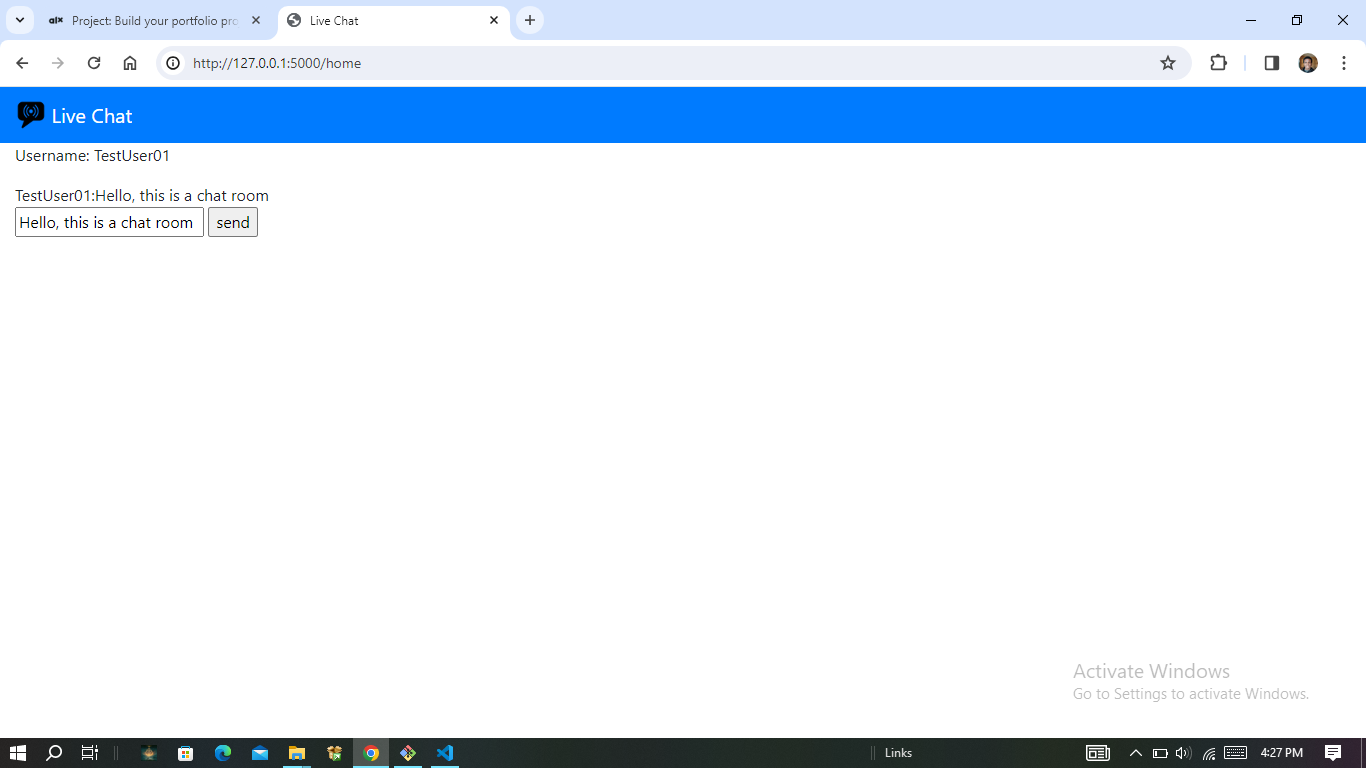 alx Project: Build your portfolio pro
Live Chat
http://127.0.0.1:5000/home
Live Chat
Username: TestUser01
TestUser01:Hello, this is a chat room
Hello, this is a chat room send
Activate Windows
Go to Settings to activate Windows.
Links
4:27 PM